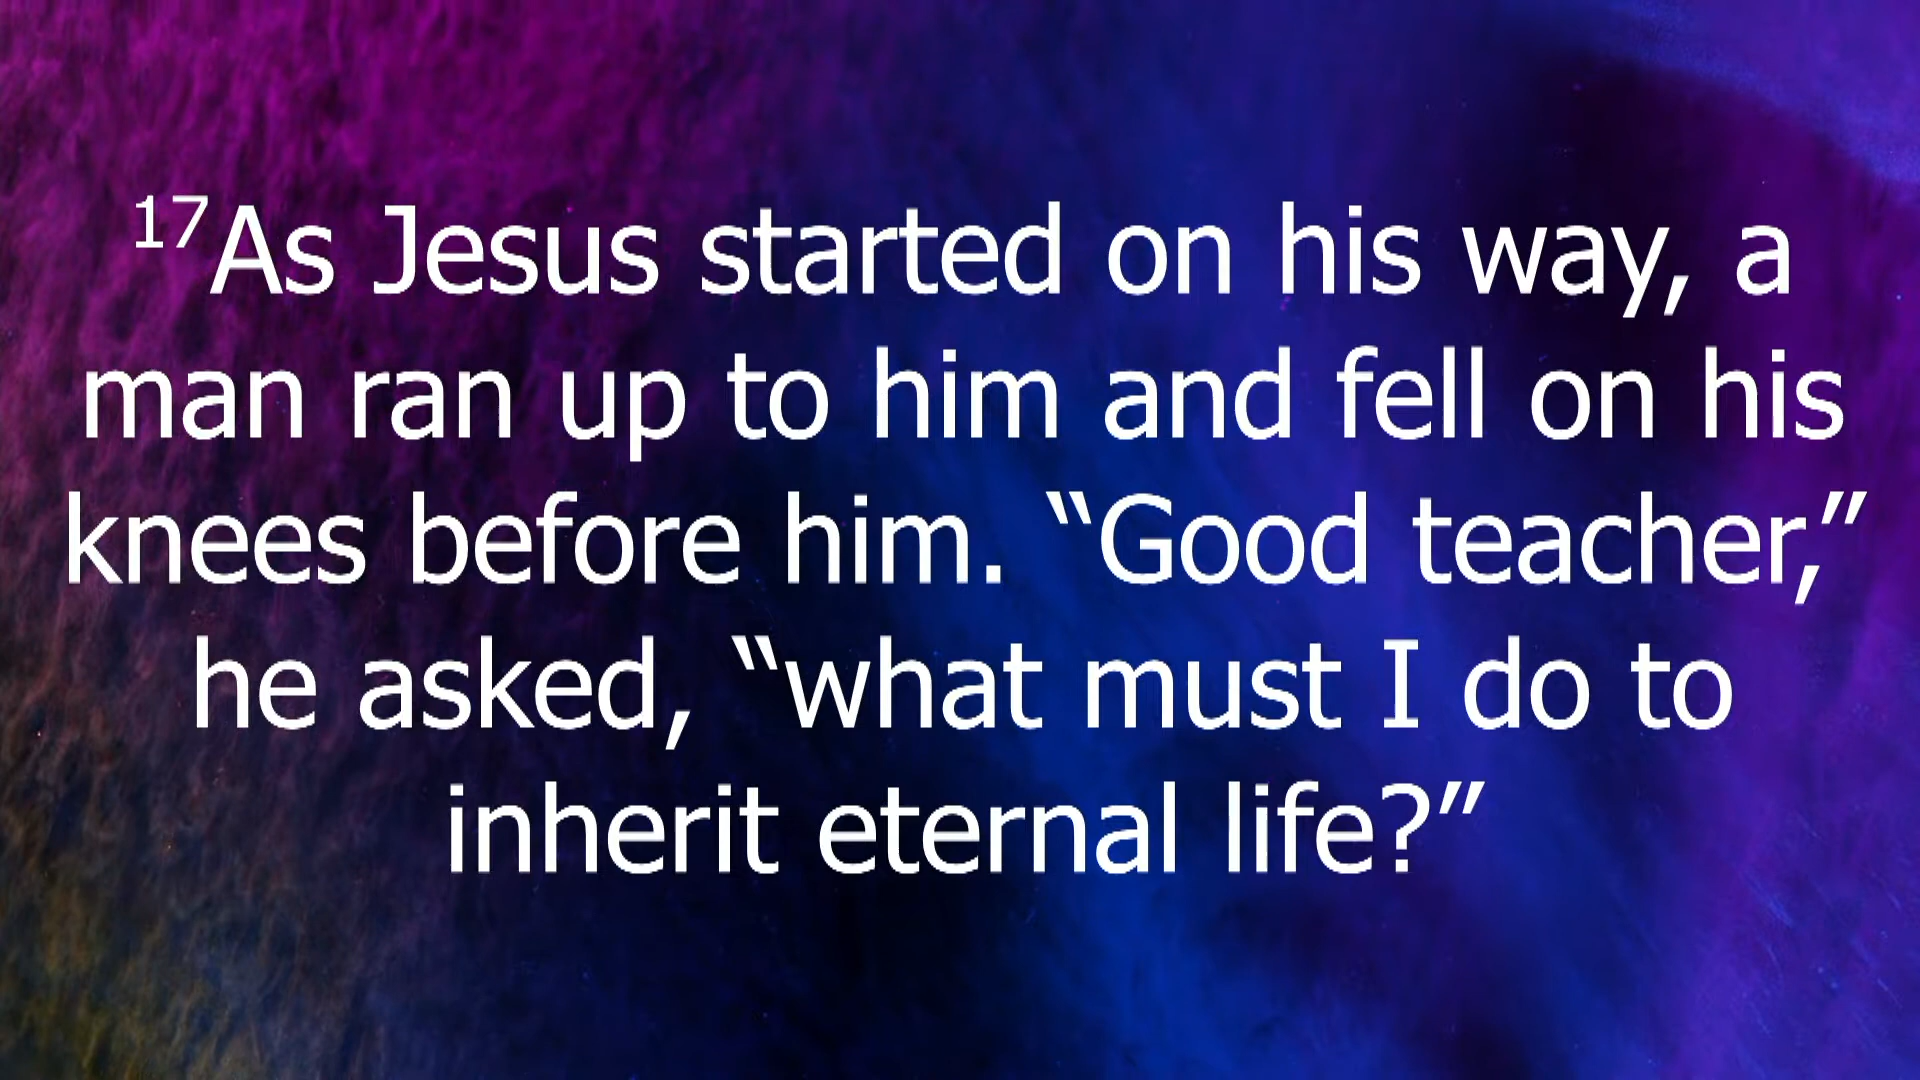 17As Jesus started on his way, a
man ran up to him and fell on his
knees before him. “Good teacher,”
he asked, “what must I do to
inherit eternal life?”